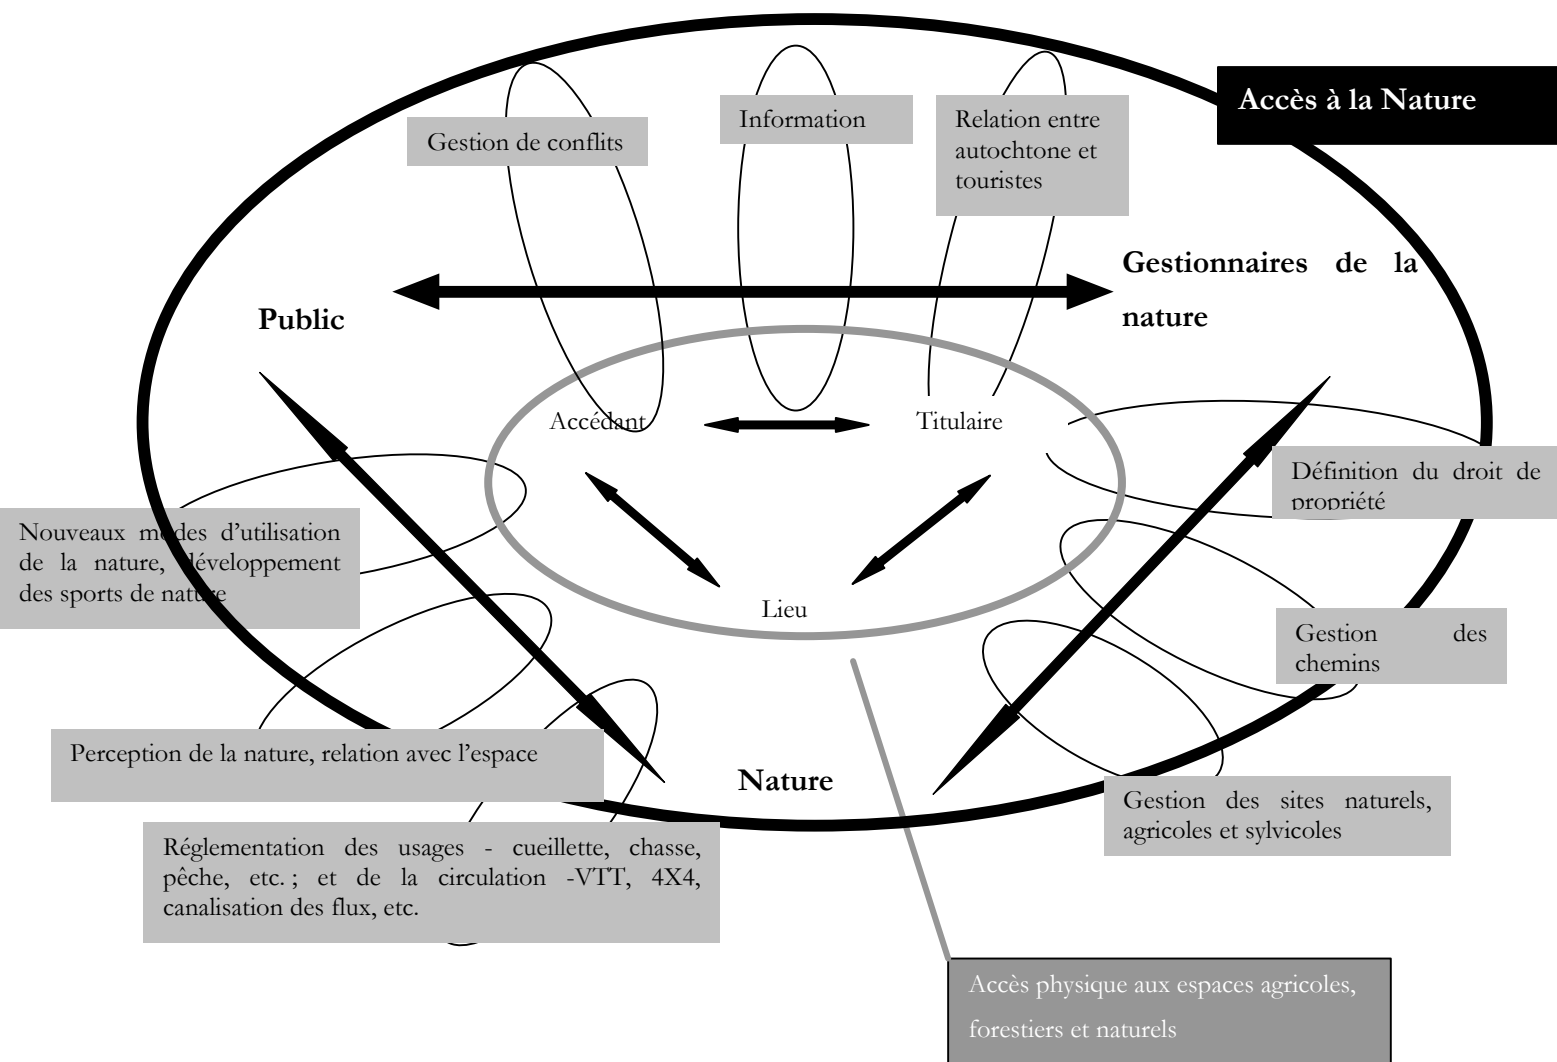 Accès à la Nature
Gestion de conflits
Information
Relation entre
autochtone et
touristes
Gestionnaires de la
nature
Public
Accédant
Titulaire
Définition du droit de
propriété
Nouveaux modes d’utilisation
de la nature, développement
des sports de nature
Lieu
Gestion des
chemins
Perception de la nature, relation avec l’espace
Nature
Gestion des sites naturels,
agricoles et sylvicoles
Réglementation des usages - cueillette, chasse,
pêche, etc. ; et de la circulation -VTT, 4X4,
canalisation des flux, etc.
Accès physique aux espaces agricoles,
forestiers et naturels